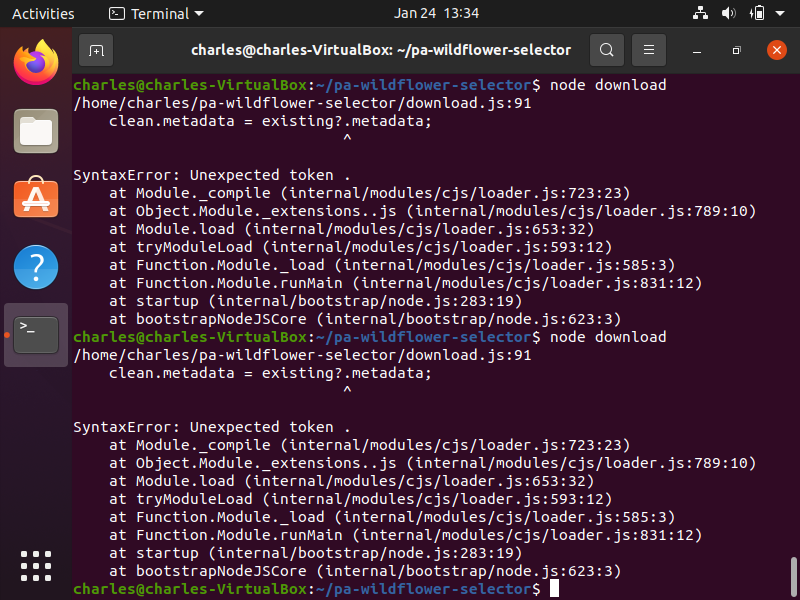 Activities Terminal Jan 24 13:34
charles@charles-VirtualBox: ~/pa-wildflower-selector
charles@charles-VirtualBox:~/pa-wildflower-selector$ node download
/home/charles/pa-wildflower-selector/download.js:91
    clean.metadata = existing?.metadata;
                              ^
SyntaxError: Unexpected token .
    at Module._compile (internal/modules/cjs/loader.js:723:23)
    at Object.Module._extensions..js (internal/modules/cjs/loader.js:789:10)
    at Module.load (internal/modules/cjs/loader.js:653:32)
    at tryModuleLoad (internal/modules/cjs/loader.js:593:12)
    at Function.Module._load (internal/modules/cjs/loader.js:585:3)
    at Function.Module.runMain (internal/modules/cjs/loader.js:831:12)
    at startup (internal/bootstrap/node.js:283:19)
    at bootstrapNodeJSCore (internal/bootstrap/node.js:623:3)
charles@charles-VirtualBox:~/pa-wildflower-selector$ node download
/home/charles/pa-wildflower-selector/download.js:91
    clean.metadata = existing?.metadata;
                              ^
SyntaxError: Unexpected token .
    at Module._compile (internal/modules/cjs/loader.js:723:23)
    at Object.Module._extensions..js (internal/modules/cjs/loader.js:789:10)
    at Module.load (internal/modules/cjs/loader.js:653:32)
    at tryModuleLoad (internal/modules/cjs/loader.js:593:12)
    at Function.Module._load (internal/modules/cjs/loader.js:585:3)
    at Function.Module.runMain (internal/modules/cjs/loader.js:831:12)
    at startup (internal/bootstrap/node.js:283:19)
    at bootstrapNodeJSCore (internal/bootstrap/node.js:623:3)
charles@charles-VirtualBox:~/pa-wildflower-selector$